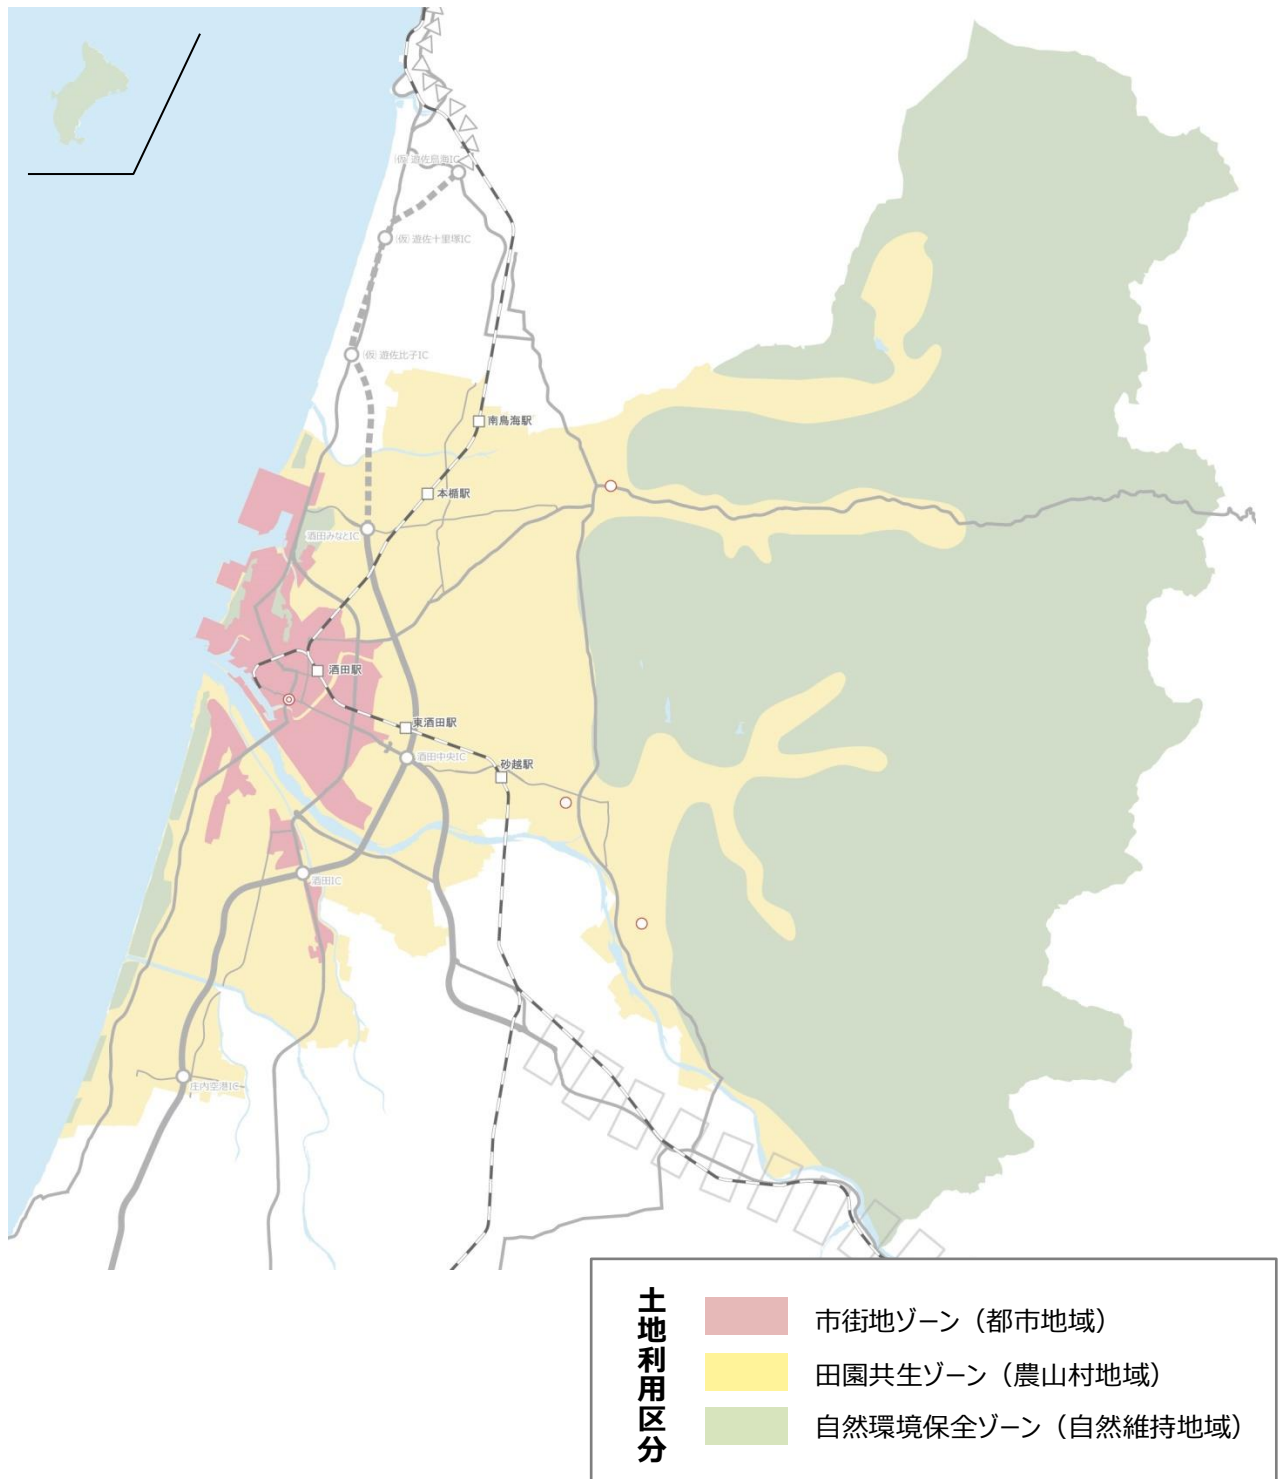 (仮)遊佐鳥海IC
(仮)遊佐十里塚IC
(仮)遊佐比子IC
南鳥海駅
本楯駅
酒田みなとIC
酒田駅
東酒田駅
酒田中央IC
砂越駅
酒田IC
庄内空港IC
土地利用区分
市街地ゾーン（都市地域）
田園共生ゾーン（農山村地域）
自然環境保全ゾーン（自然維持地域）